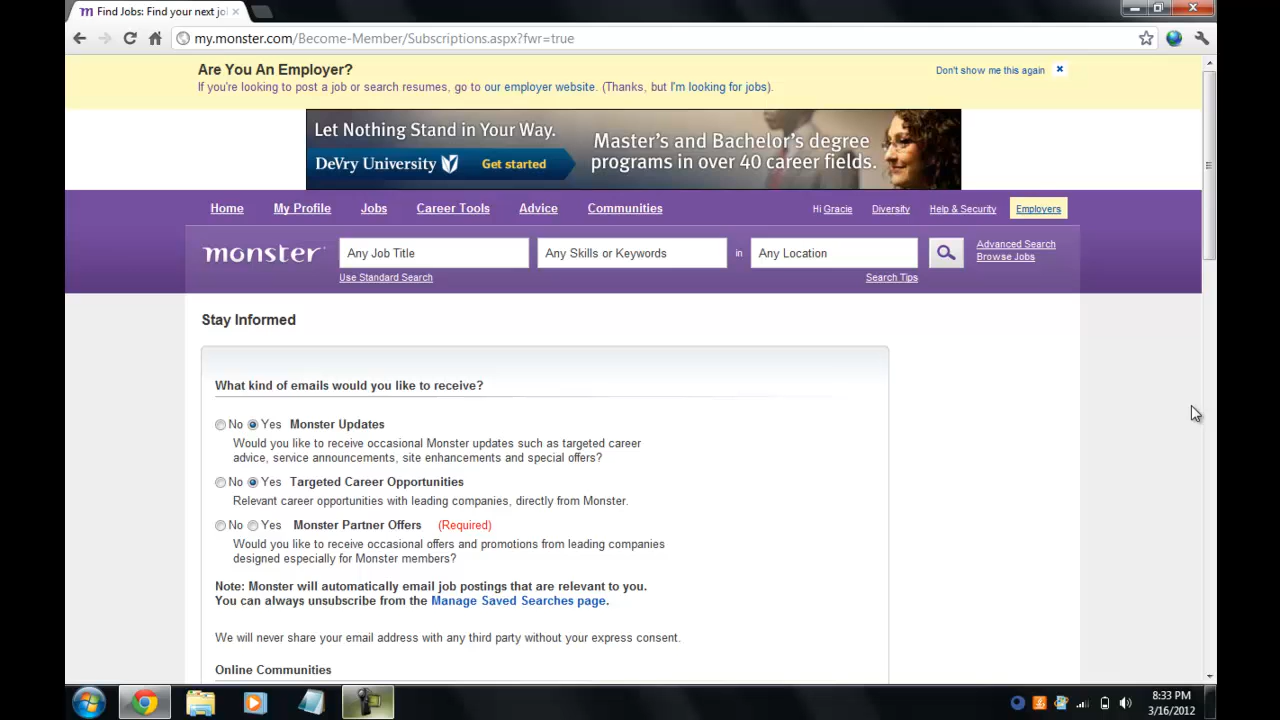 Find Jobs: Find your next jo
my.monster.com/Become-Member/Subscriptions.aspx?fwr=true
Are You An Employer?
Don't show me this again
If you're looking to post a job or search resumes, go to our employer website. (Thanks, but I'm looking for jobs).
Let Nothing Stand in Your Way.
DeVry University Get started
Master's and Bachelor's degree
programs in over 40 career fields.
Home My Profile Jobs Career Tools Advice Communities Hi Gracie Diversity Help & Security Employers
monster Any Job Title Any Skills or Keywords in Any Location Advanced Search
Browse Jobs
Use Standard Search Search Tips
Stay Informed
What kind of emails would you like to receive?
No Yes Monster Updates
Would you like to receive occasional Monster updates such as targeted career
advice, service announcements, site enhancements and special offers?
No Yes Targeted Career Opportunities
Relevant career opportunities with leading companies, directly from Monster.
No Yes Monster Partner Offers (Required)
Would you like to receive occasional offers and promotions from leading companies
designed especially for Monster members?
Note: Monster will automatically email job postings that are relevant to you.
You can always unsubscribe from the Manage Saved Searches page.
We will never share your email address with any third party without your express consent.
Online Communities
8:33 PM
3/16/2012